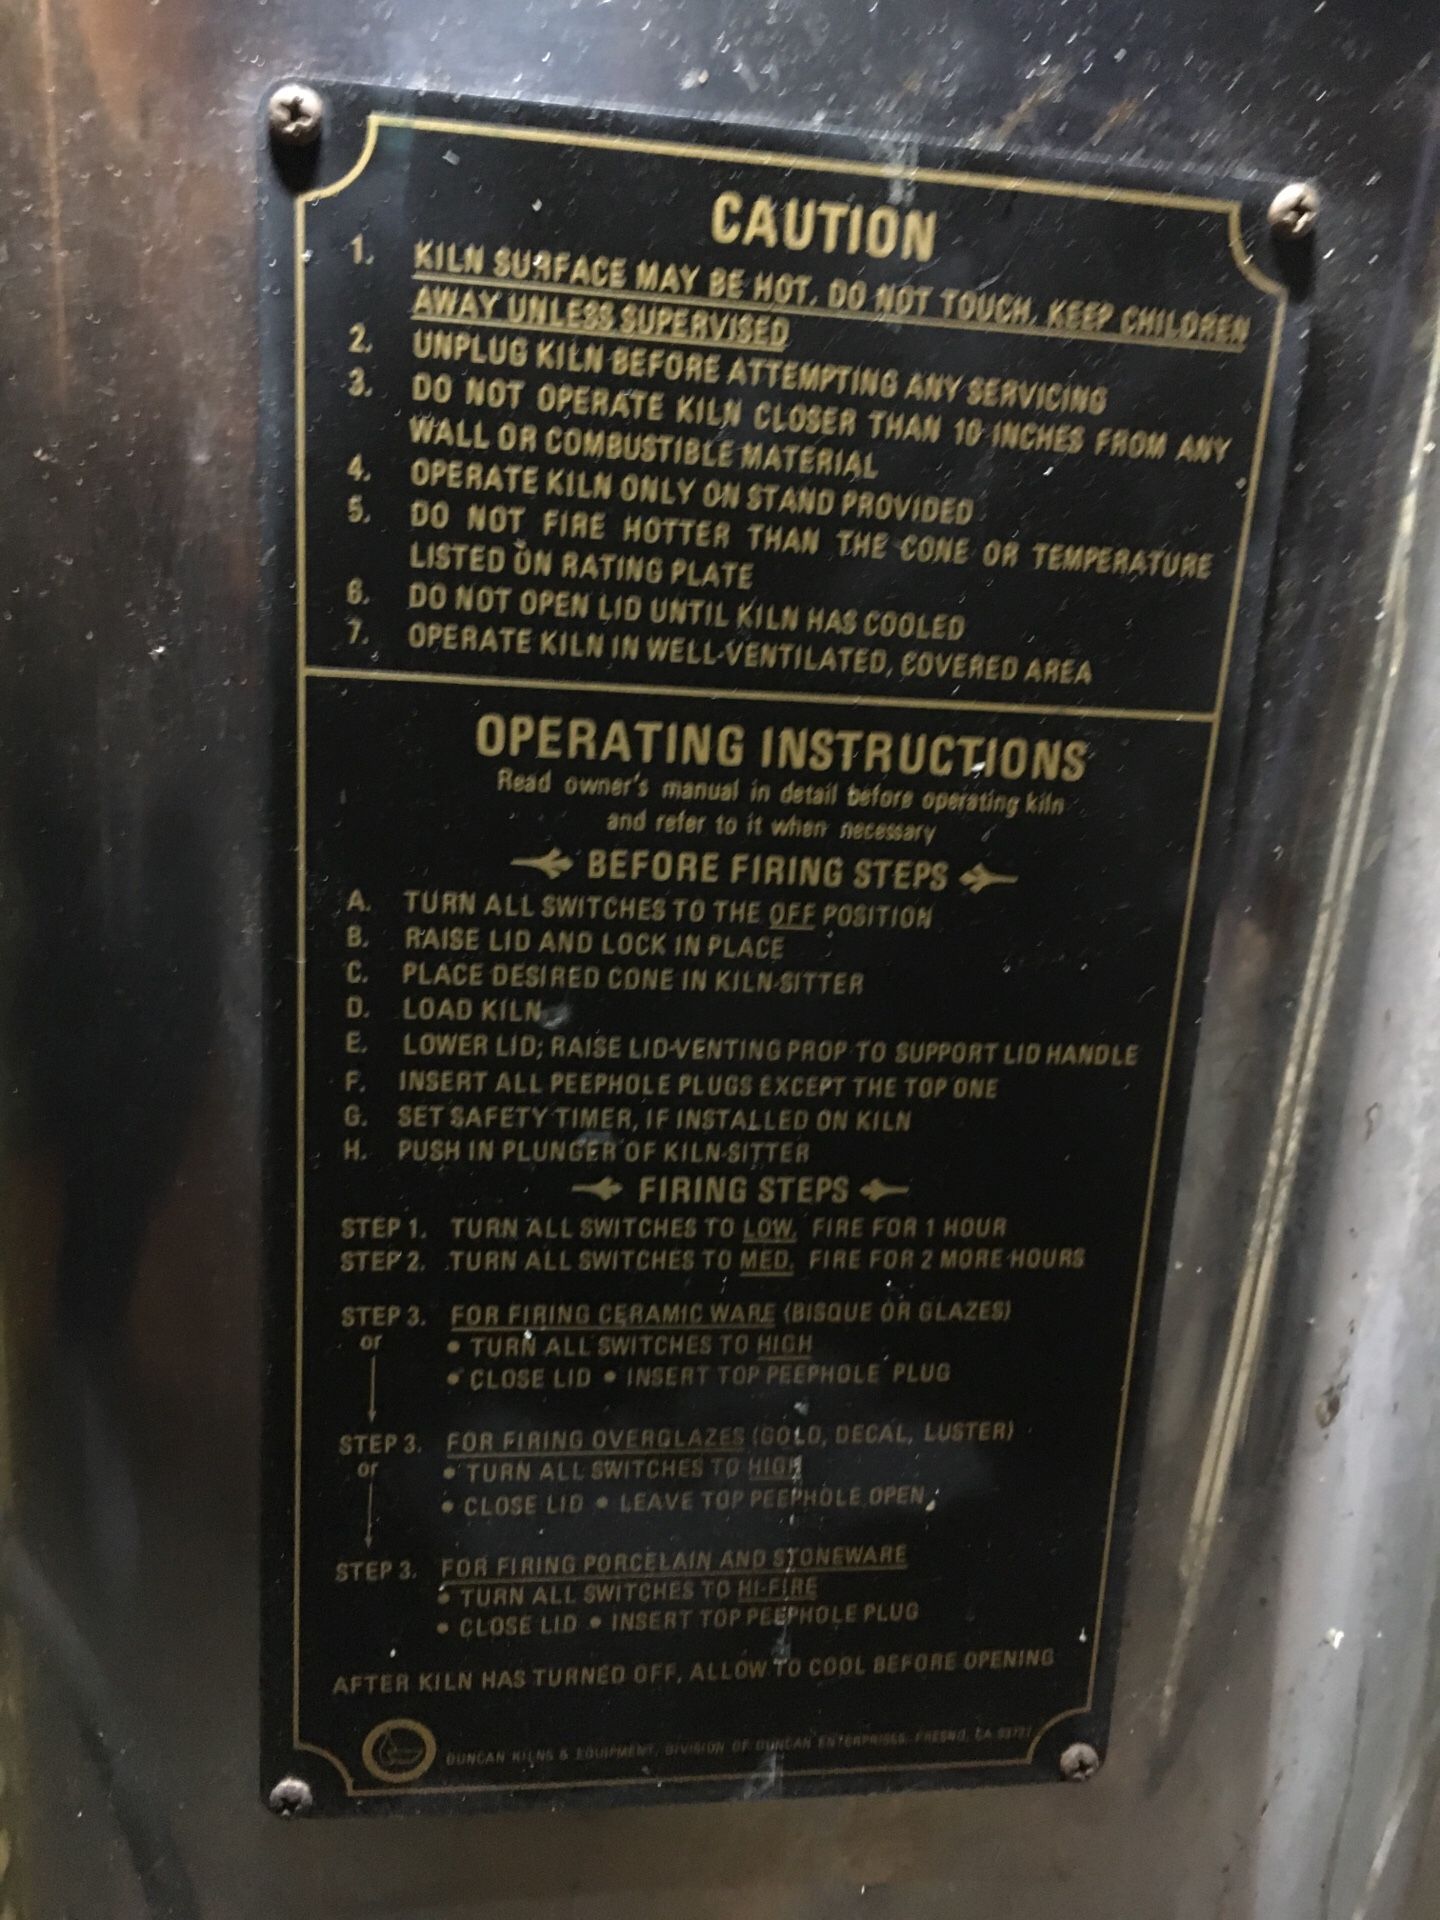 CAUTION
1. KILN SURFACE MAY BE HOT. DO NOT TOUCH. KEEP CHILDREN
AWAY UNLESS SUPERVISED
2. UNPLUG KILN BEFORE ATTEMPTING ANY SERVICING
3. DO NOT OPERATE KILN CLOSER THAN 10 INCHES FROM ANY
WALL OR COMBUSTIBLE MATERIAL
4. OPERATE KILN ONLY ON STAND PROVIDED
5. DO NOT FIRE HOTTER THAN THE CONE OR TEMPERATURE
LISTED ON RATING PLATE
6. DO NOT OPEN LID UNTIL KILN HAS COOLED
7. OPERATE KILN IN WELL-VENTILATED, COVERED AREA
OPERATING INSTRUCTIONS
Read owner's manual in detail before operating kiln
and refer to it when necessary
BEFORE FIRING STEPS
A. TURN ALL SWITCHES TO THE OFF POSITION
B. RAISE LID AND LOCK IN PLACE
C. PLACE DESIRED CONE IN KILN-SITTER
D. LOAD KILN
E. LOWER LID; RAISE LID-VENTING PROP TO SUPPORT LID HANDLE
F. INSERT ALL PEEPHOLE PLUGS EXCEPT THE TOP ONE
G. SET SAFETY TIMER, IF INSTALLED ON KILN
H. PUSH IN PLUNGER OF KILN-SITTER
FIRING STEPS
STEP 1. TURN ALL SWITCHES TO LOW. FIRE FOR 1 HOUR
STEP 2. TURN ALL SWITCHES TO MED. FIRE FOR 2 MORE HOURS
STEP 3. FOR FIRING CERAMIC WARE (BISQUE OR GLAZES)
or • TURN ALL SWITCHES TO HIGH
• CLOSE LID • INSERT TOP PEEPHOLE PLUG
STEP 3. FOR FIRING OVERGLAZES (GOLD, DECAL, LUSTER)
or • TURN ALL SWITCHES TO HIGH
• CLOSE LID • LEAVE TOP PEEPHOLE OPEN
STEP 3. FOR FIRING PORCELAIN AND STONEWARE
• TURN ALL SWITCHES TO HI-FIRE
• CLOSE LID • INSERT TOP PEEPHOLE PLUG
AFTER KILN HAS TURNED OFF, ALLOW TO COOL BEFORE OPENING
DUNCAN KILNS & EQUIPMENT, DIVISION OF DUNCAN ENTERPRISES, FRESNO, CA